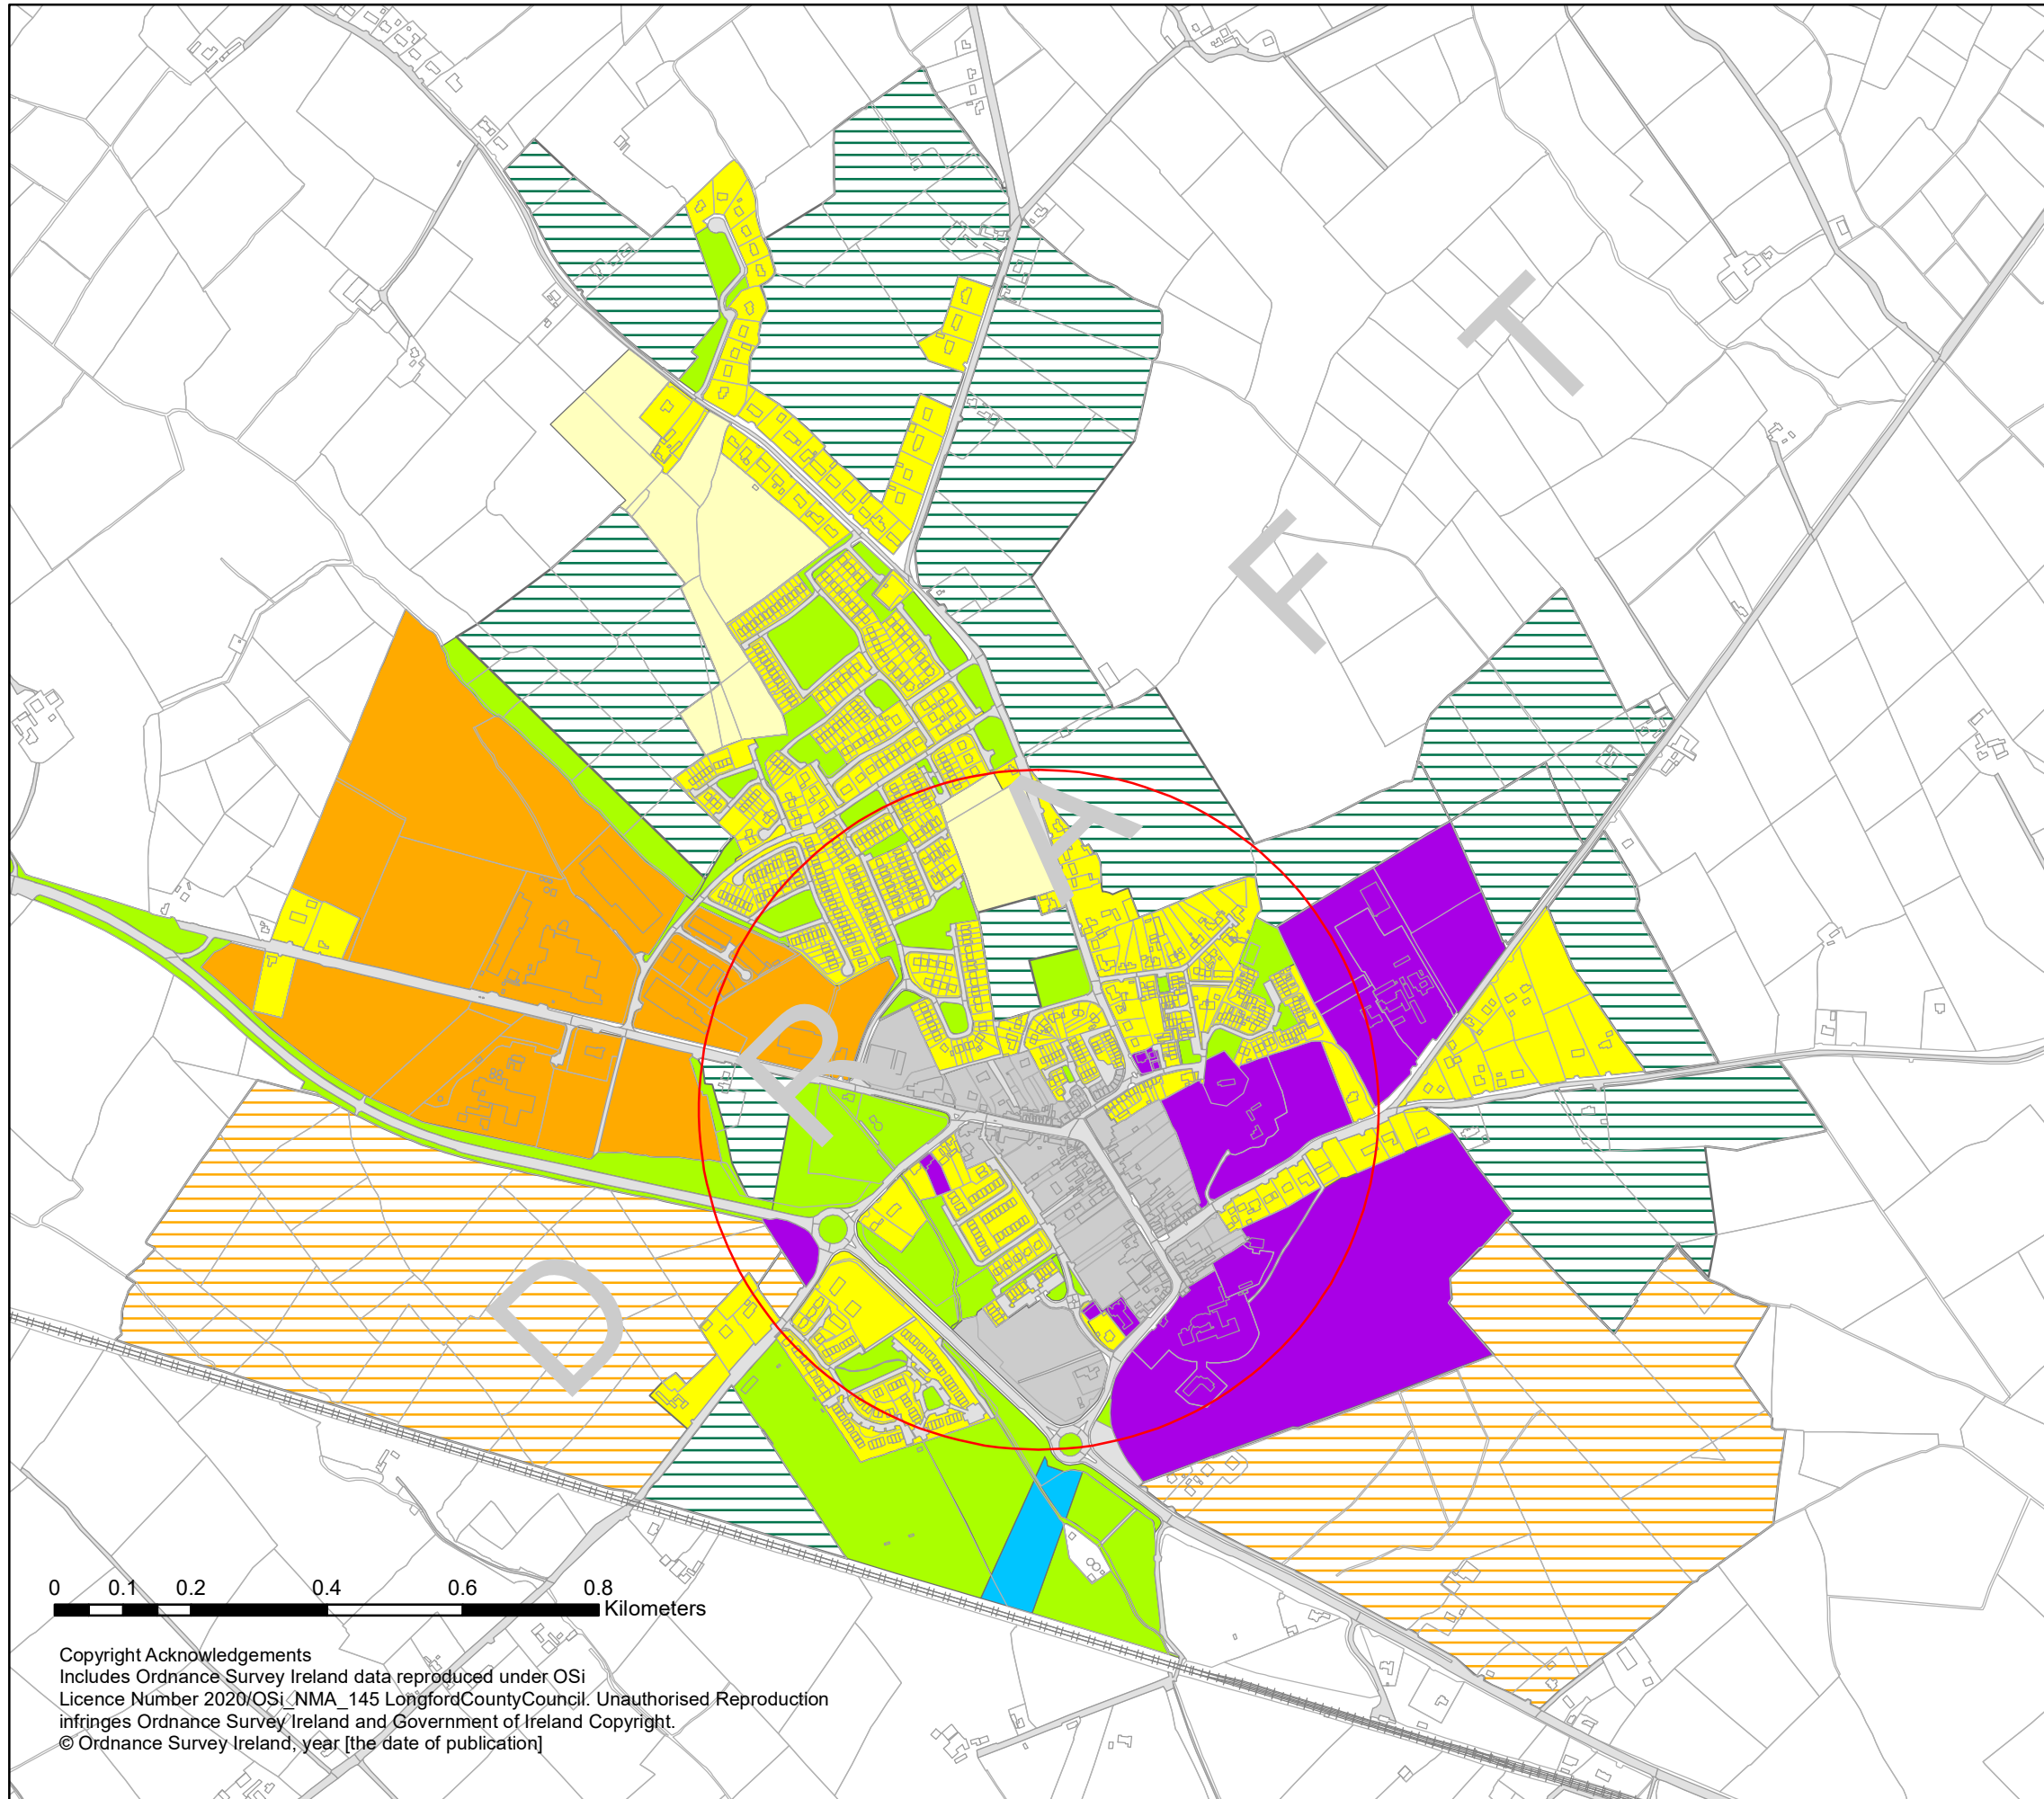 DRAFT
0 0.1 0.2 0.4 0.6 0.8
Kilometers
Copyright Acknowledgements
Includes Ordnance Survey Ireland data reproduced under OSi
Licence Number 2020/OSi_NMA_145 LongfordCountyCouncil. Unauthorised Reproduction
infringes Ordnance Survey Ireland and Government of Ireland Copyright.
© Ordnance Survey Ireland, year [the date of publication]